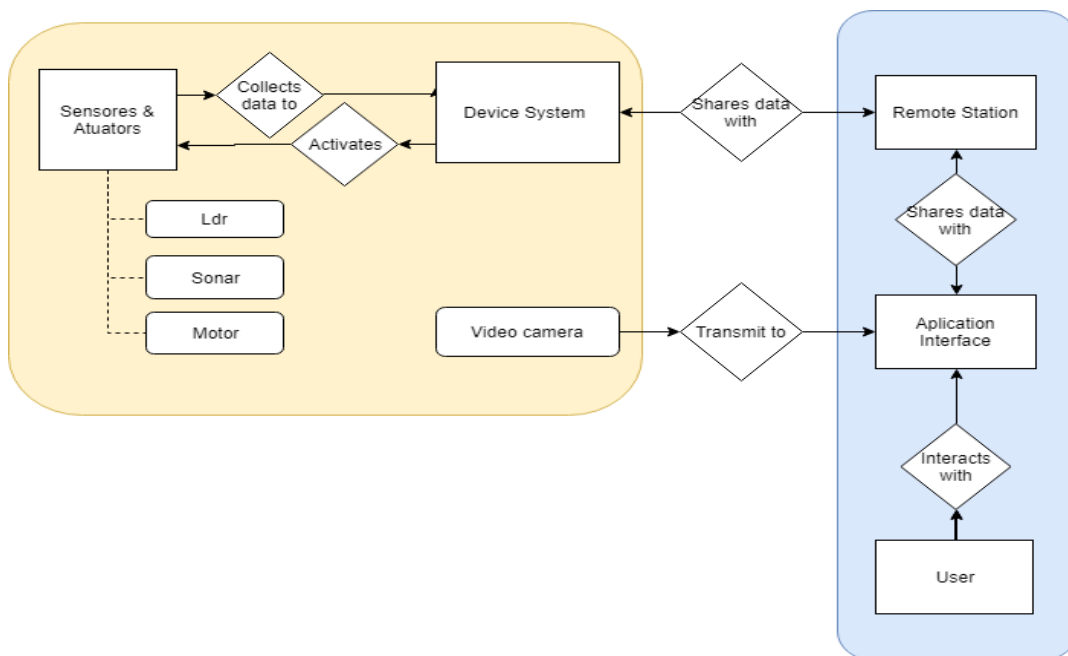 Sensores &
Atuators
Collects
data to
Activates
Device System
Shares data
with
Remote Station
Ldr
Sonar
Motor
Shares data
with
Video camera
Transmit to
Aplication
Interface
Interacts
with
User